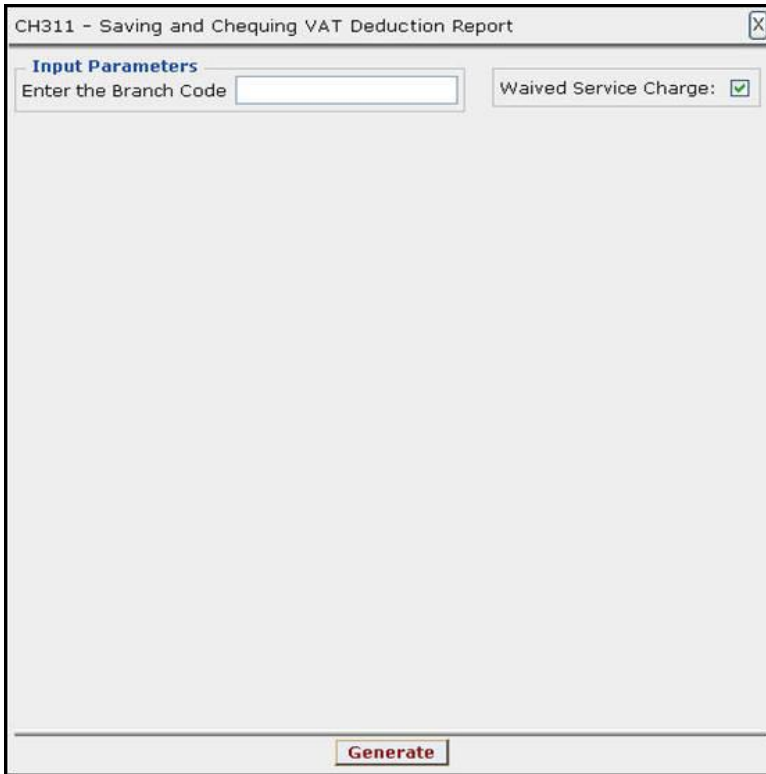 CH311 - Saving and Chequing VAT Deduction Report X
Input Parameters
Enter the Branch Code
Waived Service Charge:
Generate